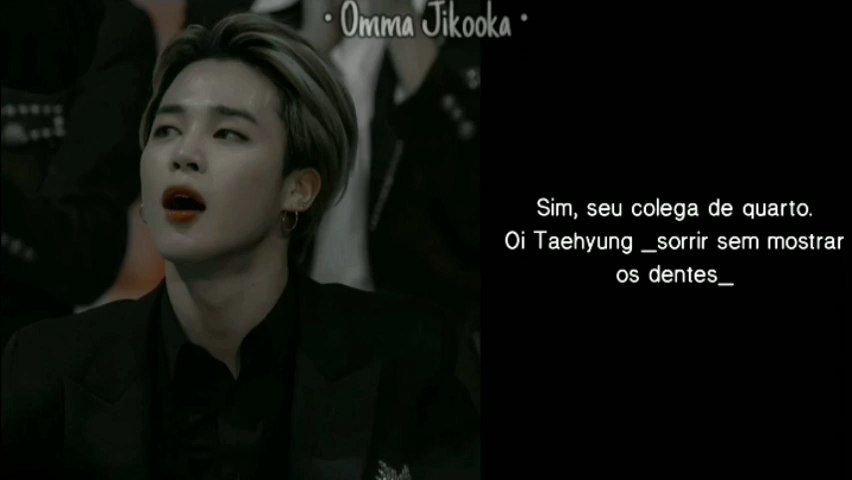 • Omma Jikooka •
Sim, seu colega de quarto.
Oi Taehyung _sorrir sem mostrar
os dentes_